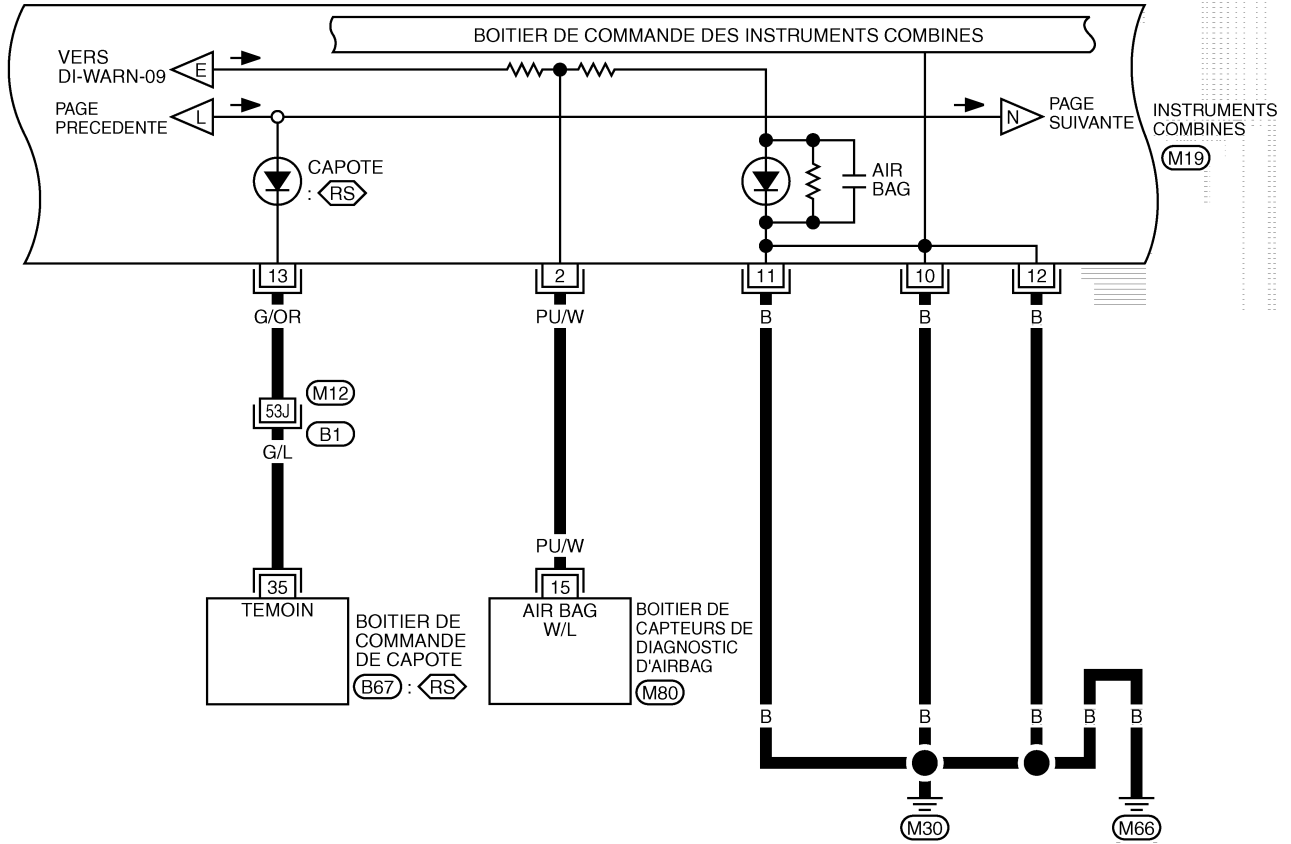 BOITIER DE COMMANDE DES INSTRUMENTS COMBINES
VERS
DI-WARN-09
E
PAGE
PRECEDENTE
L
N
PAGE
SUIVANTE
INSTRUMENTS
COMBINES
M19
CAPOTE
: RS
AIR
BAG
13
2
11
10
12
G/OR
PU/W
B
B
B
M12
53J
B1
G/L
PU/W
35
15
TEMOIN
AIR BAG
W/L
BOITIER DE
COMMANDE
DE CAPOTE
B67 : RS
BOITIER DE
CAPTEURS DE
DIAGNOSTIC
D'AIRBAG
M80
B
B
B
B
B
M30
M66